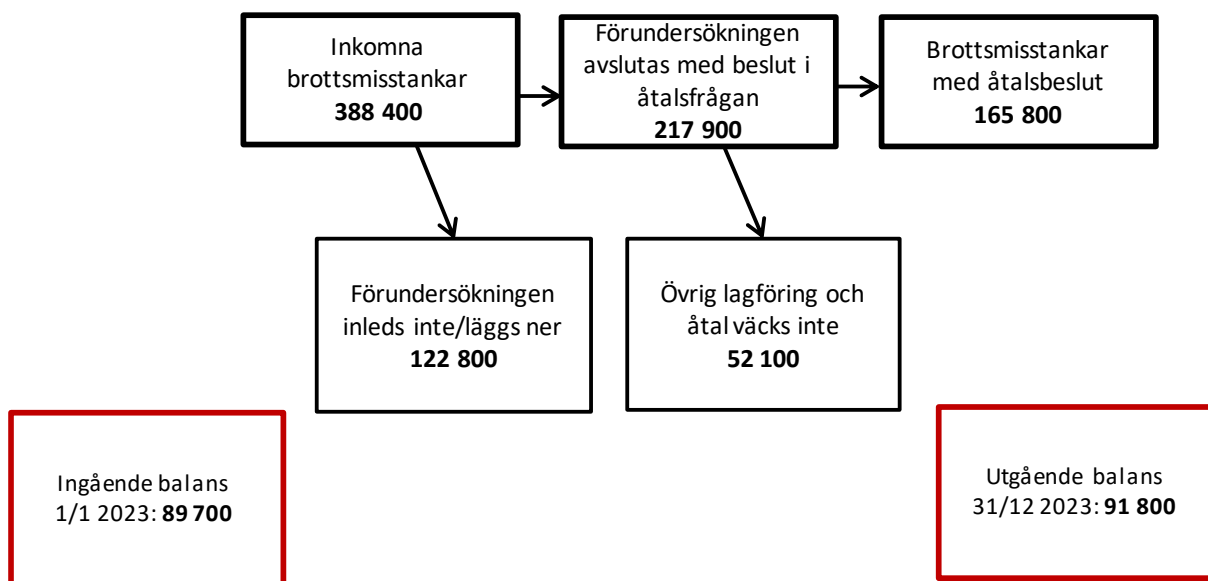 Inkomna
brottsmisstankar
388 400
Förundersökningen
avslutas med beslut i
åtalsfrågan
217 900
Brottsmisstankar
med åtalsbeslut
165 800
Förundersökningen
inleds inte/läggs ner
122 800
Övrig lagföring och
åtal väcks inte
52 100
Ingående balans
1/1 2023: 89 700
Utgående balans
31/12 2023: 91 800